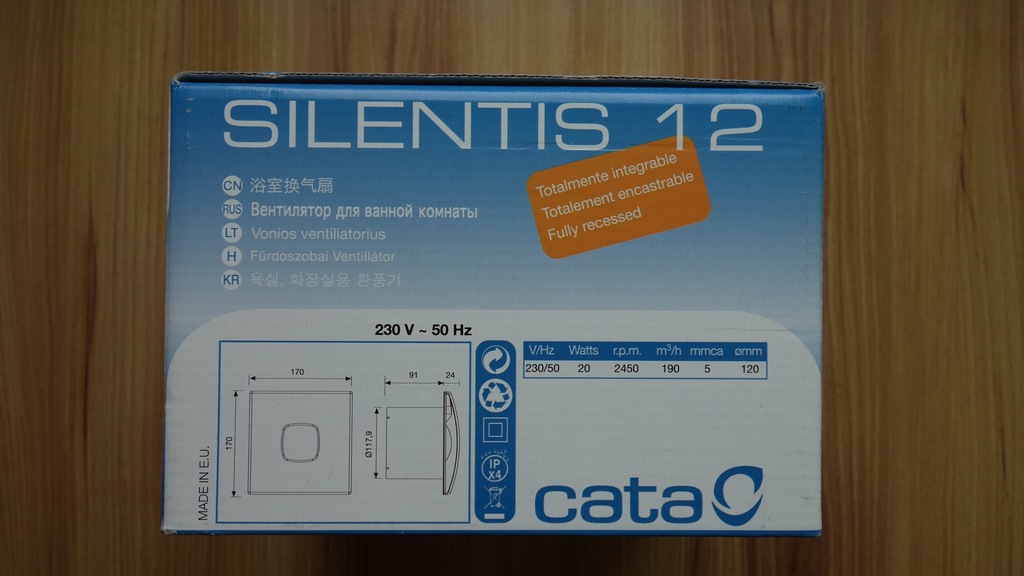 SILENTIS 12
Totalmente integrable
Totalement encastrable
Fully recessed
CN 浴室换气扇
RUS Вентилятор для ванной комнаты
LT Vonios ventiliatorius
H Fürdoszobai Ventillátor
KR 욕실, 화장실용 환풍기
230 V ~ 50 Hz
170
170
91
24
Ø117,9
MADE IN E.U.
IP
X4
V/Hz Watts r.p.m. m³/h mmca ømm
230/50 20 2450 190 5 120
cata